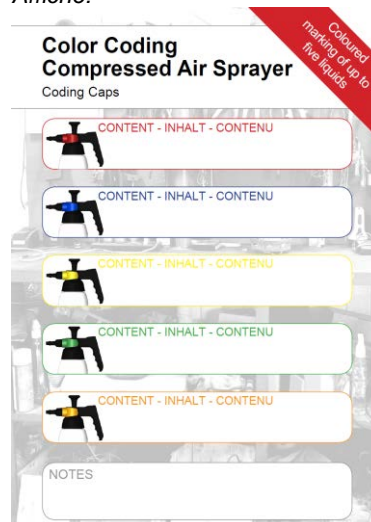 Color Coding
Compressed Air Sprayer
Coding Caps
Coloured
marking of up to
five liquids
CONTENT - INHALT - CONTENU
CONTENT - INHALT - CONTENU
CONTENT - INHALT - CONTENU
CONTENT - INHALT - CONTENU
CONTENT - INHALT - CONTENU
NOTES